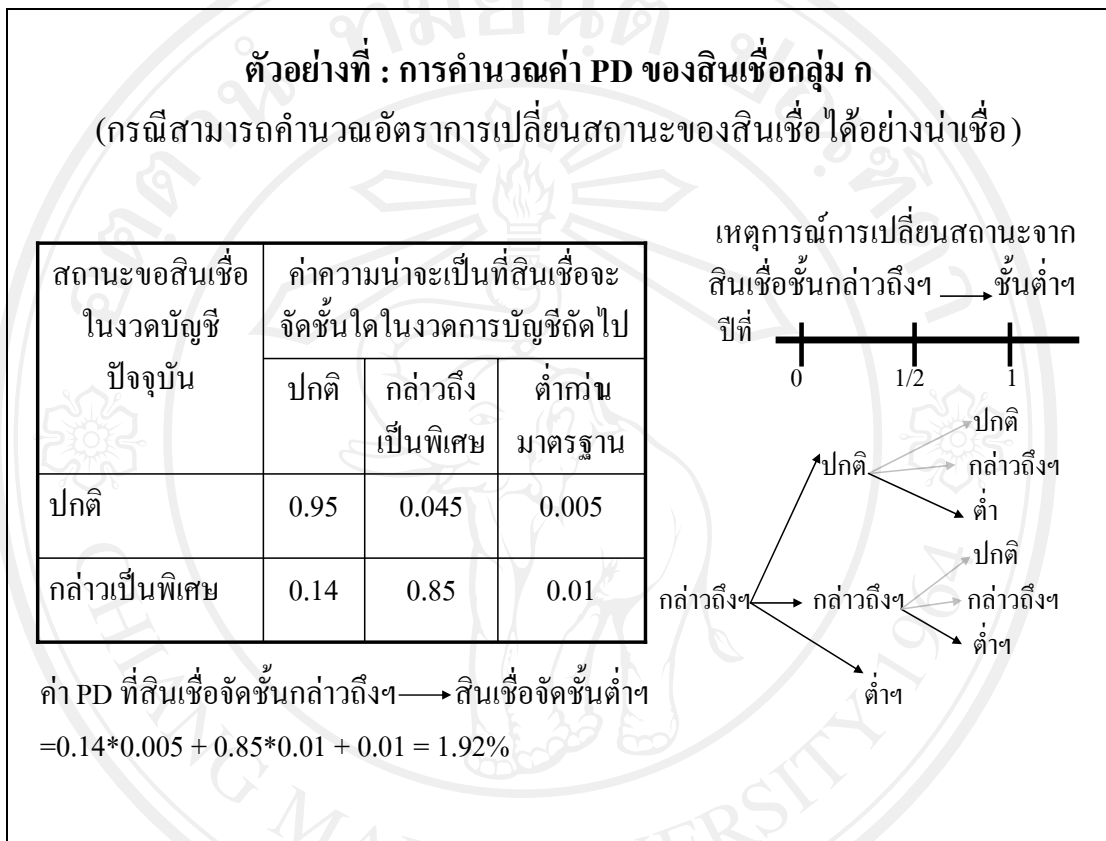 ตัวอย่างที่ : การคำนวณค่า PD ของสินเชื่อกลุ่ม ก
(กรณีสามารถคำนวณอัตราการเปลี่ยนสถานะของสินเชื่อได้อย่างน่าเชื่อ)
สถานะขอสินเชื่อ
ในงวดบัญชี
ปัจจุบัน
ค่าความน่าจะเป็นที่สินเชื่อจะ
จัดชั้นใดในงวดการบัญชีถัดไป
ปกติ
กล่าวถึง
เป็นพิเศษ
ต่ำกว่า
มาตรฐาน
ปกติ 0.95 0.045 0.005
กล่าวเป็นพิเศษ 0.14 0.85 0.01
ค่า PD ที่สินเชื่อจัดชั้นกล่าวถึงฯ สินเชื่อจัดชั้นต่ำฯ
=0.14*0.005 + 0.85*0.01 + 0.01 = 1.92%
เหตุการณ์การเปลี่ยนสถานะจาก
สินเชื่อชั้นกล่าวถึงฯ ชั้นต่ำฯ
ปีที่
0 1/2 1
ปกติ
ปกติ
กล่าวถึงฯ
ต่ำ
ปกติ
กล่าวถึงฯ กล่าวถึงฯ กล่าวถึงฯ
ต่ำฯ
ต่ำฯ
CHIANG MAI UNIVERSITY 1964